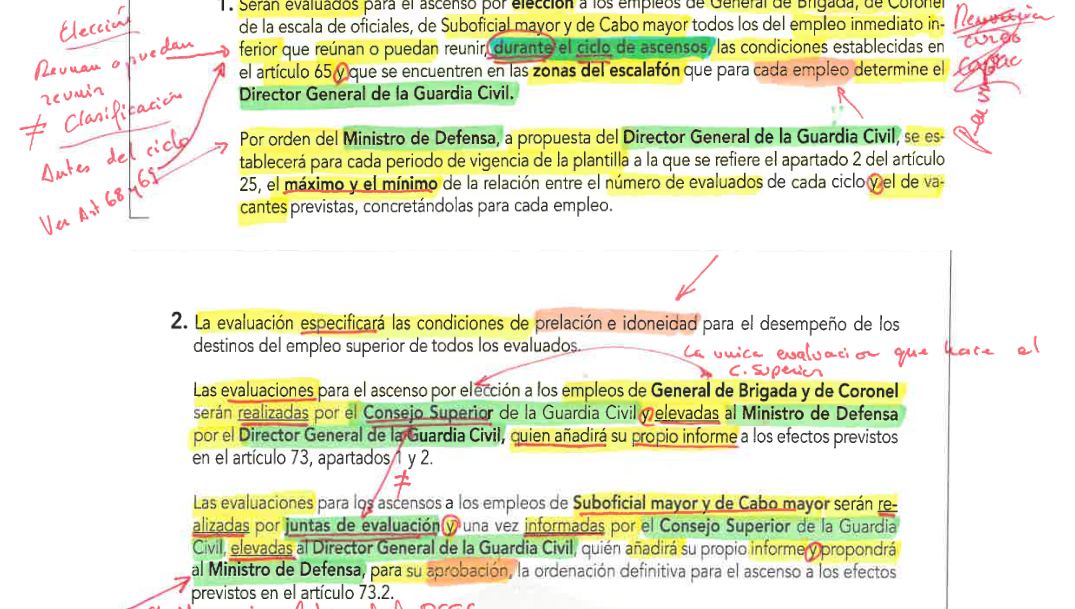 1. Serán evaluados para el ascenso por elección a los empleos de General de Brigada, de Coronel
de la escala de oficiales, de Suboficial mayor y de Cabo mayor todos los del empleo inmediato in-
ferior que reúnan o puedan reunir, durante el ciclo de ascensos, las condiciones establecidas en
el artículo 65 y que se encuentren en las zonas del escalafón que para cada empleo determine el
Director General de la Guardia Civil.
Elección
Reunan o puedan
reunir
≠ Clasificación
Antes del ciclo
Ver Art 68 y 69
Por orden del Ministro de Defensa, a propuesta del Director General de la Guardia Civil, se es-
tablecerá para cada periodo de vigencia de la plantilla a la que se refiere el apartado 2 del artículo
25, el máximo y el mínimo de la relación entre el número de evaluados de cada ciclo y el de va-
cantes previstas, concretándolas para cada empleo.
2. La evaluación especificará las condiciones de prelación e idoneidad para el desempeño de los
destinos del empleo superior de todos los evaluados.
La unica evaluacion que hace el
C. Superior
Las evaluaciones para el ascenso por elección a los empleos de General de Brigada y de Coronel
serán realizadas por el Consejo Superior de la Guardia Civil y elevadas al Ministro de Defensa
por el Director General de la Guardia Civil, quien añadirá su propio informe a los efectos previstos
en el artículo 73, apartados 1 y 2.
≠
Las evaluaciones para los ascensos a los empleos de Suboficial mayor y de Cabo mayor serán re-
alizadas por juntas de evaluación y una vez informadas por el Consejo Superior de la Guardia
Civil, elevadas al Director General de la Guardia Civil, quién añadirá su propio informe y propondrá
al Ministro de Defensa, para su aprobación, la ordenación definitiva para el ascenso a los efectos
previstos en el artículo 73.2.